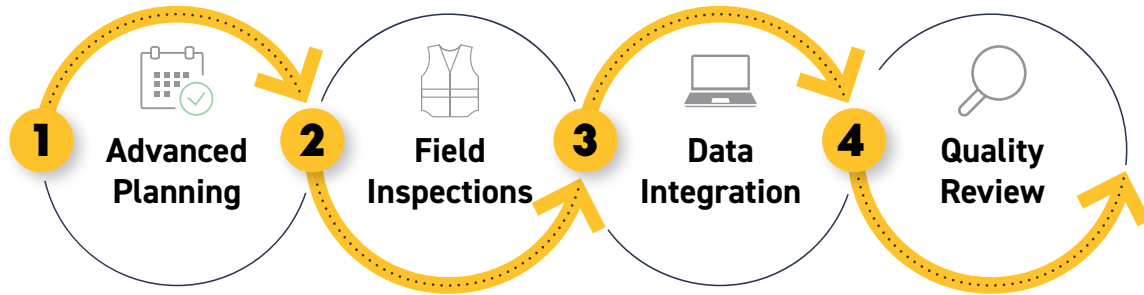 1
Advanced
Planning
2
Field
Inspections
3
Data
Integration
4
Quality
Review